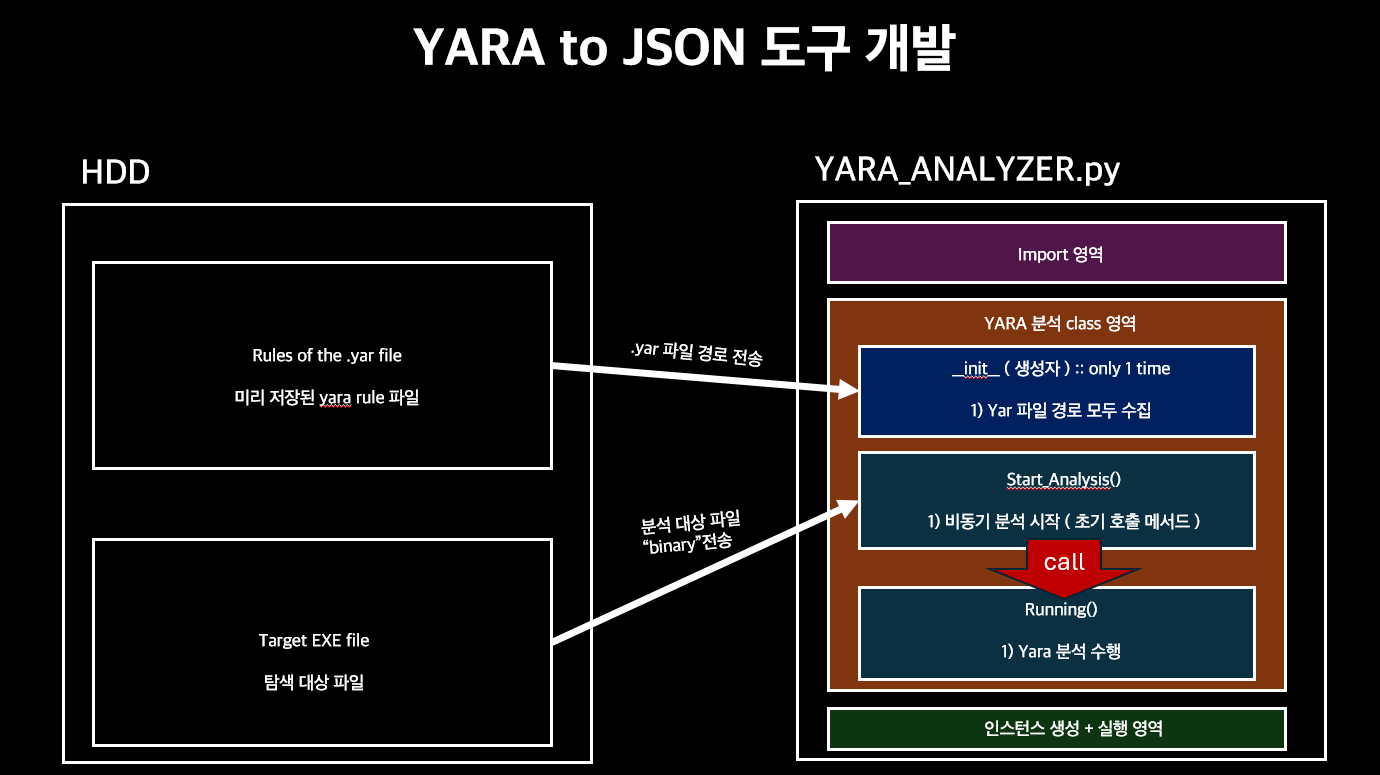 YARA to JSON 도구 개발
HDD
Rules of the .yar file
미리 저장된 yara rule 파일
Target EXE file
탐색 대상 파일
.yar 파일 경로 전송
분석 대상 파일
“binary”전송
YARA_ANALYZER.py
Import 영역
YARA 분석 class 영역
__init__ ( 생성자 ) :: only 1 time
1) Yar 파일 경로 모두 수집
Start_Analysis()
1) 비동기 분석 시작 ( 초기 호출 메서드 )
call
Running()
1) Yara 분석 수행
인스턴스 생성 + 실행 영역